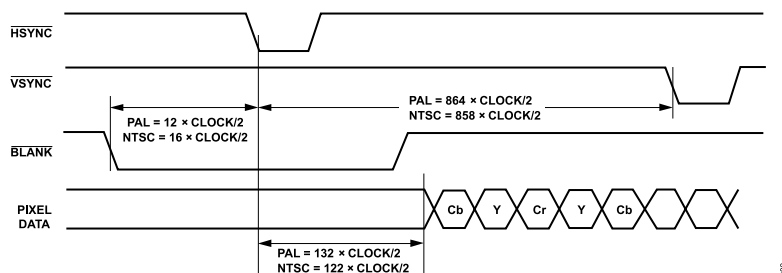 HSYNC
VSYNC
PAL = 12 × CLOCK/2
NTSC = 16 × CLOCK/2
PAL = 864 × CLOCK/2
NTSC = 858 × CLOCK/2
BLANK
PIXEL
DATA
Cb Y Cr Y Cb
PAL = 132 × CLOCK/2
NTSC = 122 × CLOCK/2